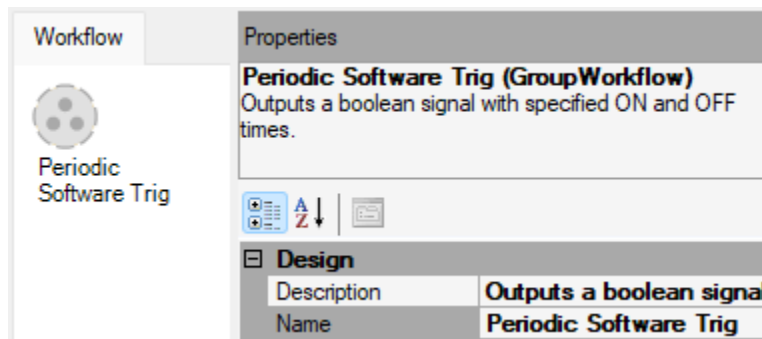 Workflow
Properties
Periodic Software Trig (GroupWorkflow)
Outputs a boolean signal with specified ON and OFF
times.
Periodic
Software Trig
A
Z
Design
Description Outputs a boolean signal
Name Periodic Software Trig